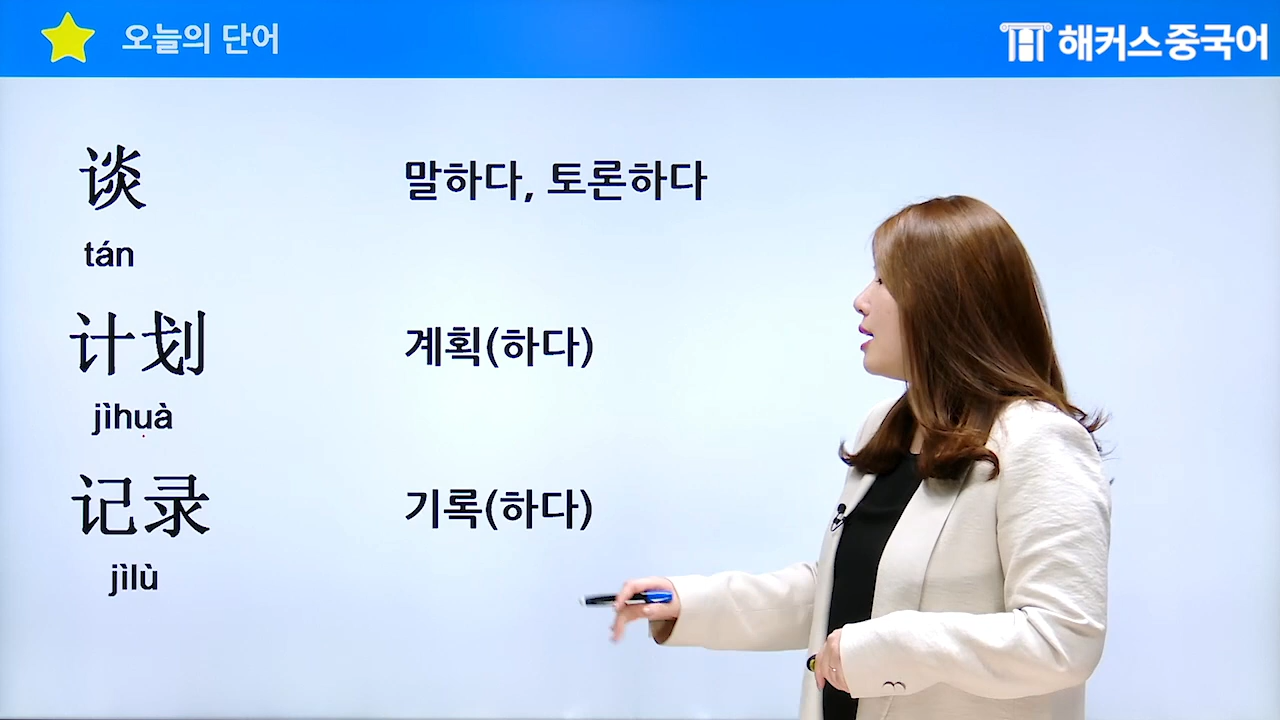 오늘의 단어
해커스중국어
谈 말하다, 토론하다
tán
计划 계획(하다)
jìhuà
记录 기록(하다)
jìlù